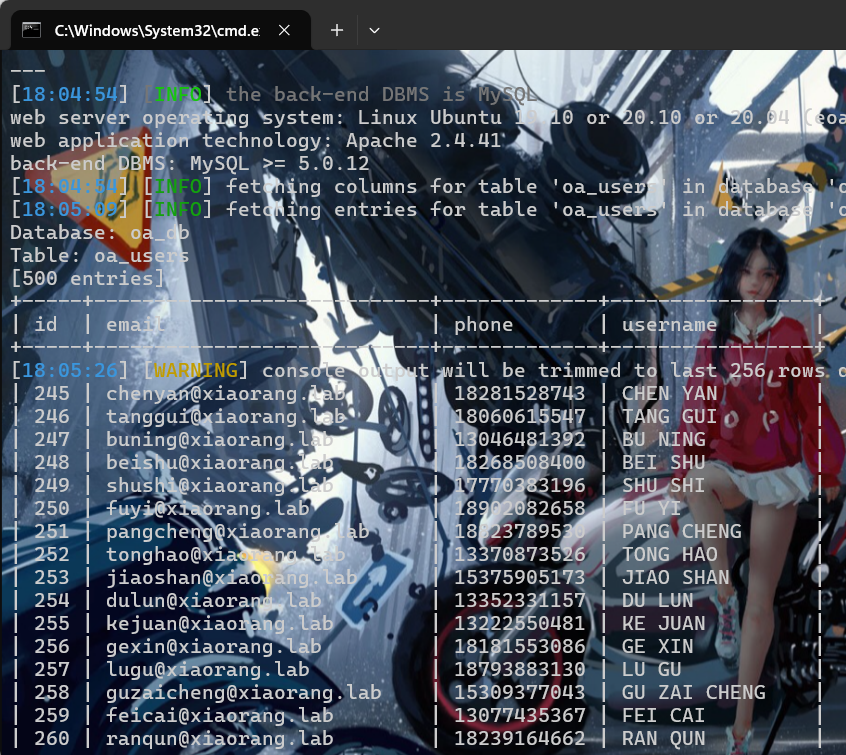 C:\Windows\System32\cmd.e
---
[18:04:54] [INFO] the back-end DBMS is MySQL
web server operating system: Linux Ubuntu 19.10 or 20.10 or 20.04 (eoa
web application technology: Apache 2.4.41
back-end DBMS: MySQL >= 5.0.12
[18:04:54] [INFO] fetching columns for table 'oa_users' in database 'o
[18:05:09] [INFO] fetching entries for table 'oa_users' in database 'o
Database: oa_db
Table: oa_users
[500 entries]
+-----+----------------------------+-------------+-----------------+
| id | email | phone | username |
+-----+----------------------------+-------------+-----------------+
[18:05:26] [WARNING] console output will be trimmed to last 256 rows d
| 245 | chenyan@xiaorang.lab | 18281528743 | CHEN YAN |
| 246 | tanggui@xiaorang.lab | 18060615547 | TANG GUI |
| 247 | buning@xiaorang.lab | 13046481392 | BU NING |
| 248 | beishu@xiaorang.lab | 18268508400 | BEI SHU |
| 249 | shushi@xiaorang.lab | 17770383196 | SHU SHI |
| 250 | fuyi@xiaorang.lab | 18902082658 | FU YI |
| 251 | pangcheng@xiaorang.lab | 18823789530 | PANG CHENG |
| 252 | tonghao@xiaorang.lab | 13370873526 | TONG HAO |
| 253 | jiaoshan@xiaorang.lab | 15375905173 | JIAO SHAN |
| 254 | dulun@xiaorang.lab | 13352331157 | DU LUN |
| 255 | kejuan@xiaorang.lab | 13222550481 | KE JUAN |
| 256 | gexin@xiaorang.lab | 18181553086 | GE XIN |
| 257 | lugu@xiaorang.lab | 18793883130 | LU GU |
| 258 | guzaicheng@xiaorang.lab | 15309377043 | GU ZAI CHENG |
| 259 | feicai@xiaorang.lab | 13077435367 | FEI CAI |
| 260 | ranqun@xiaorang.lab | 18239164662 | RAN QUN |